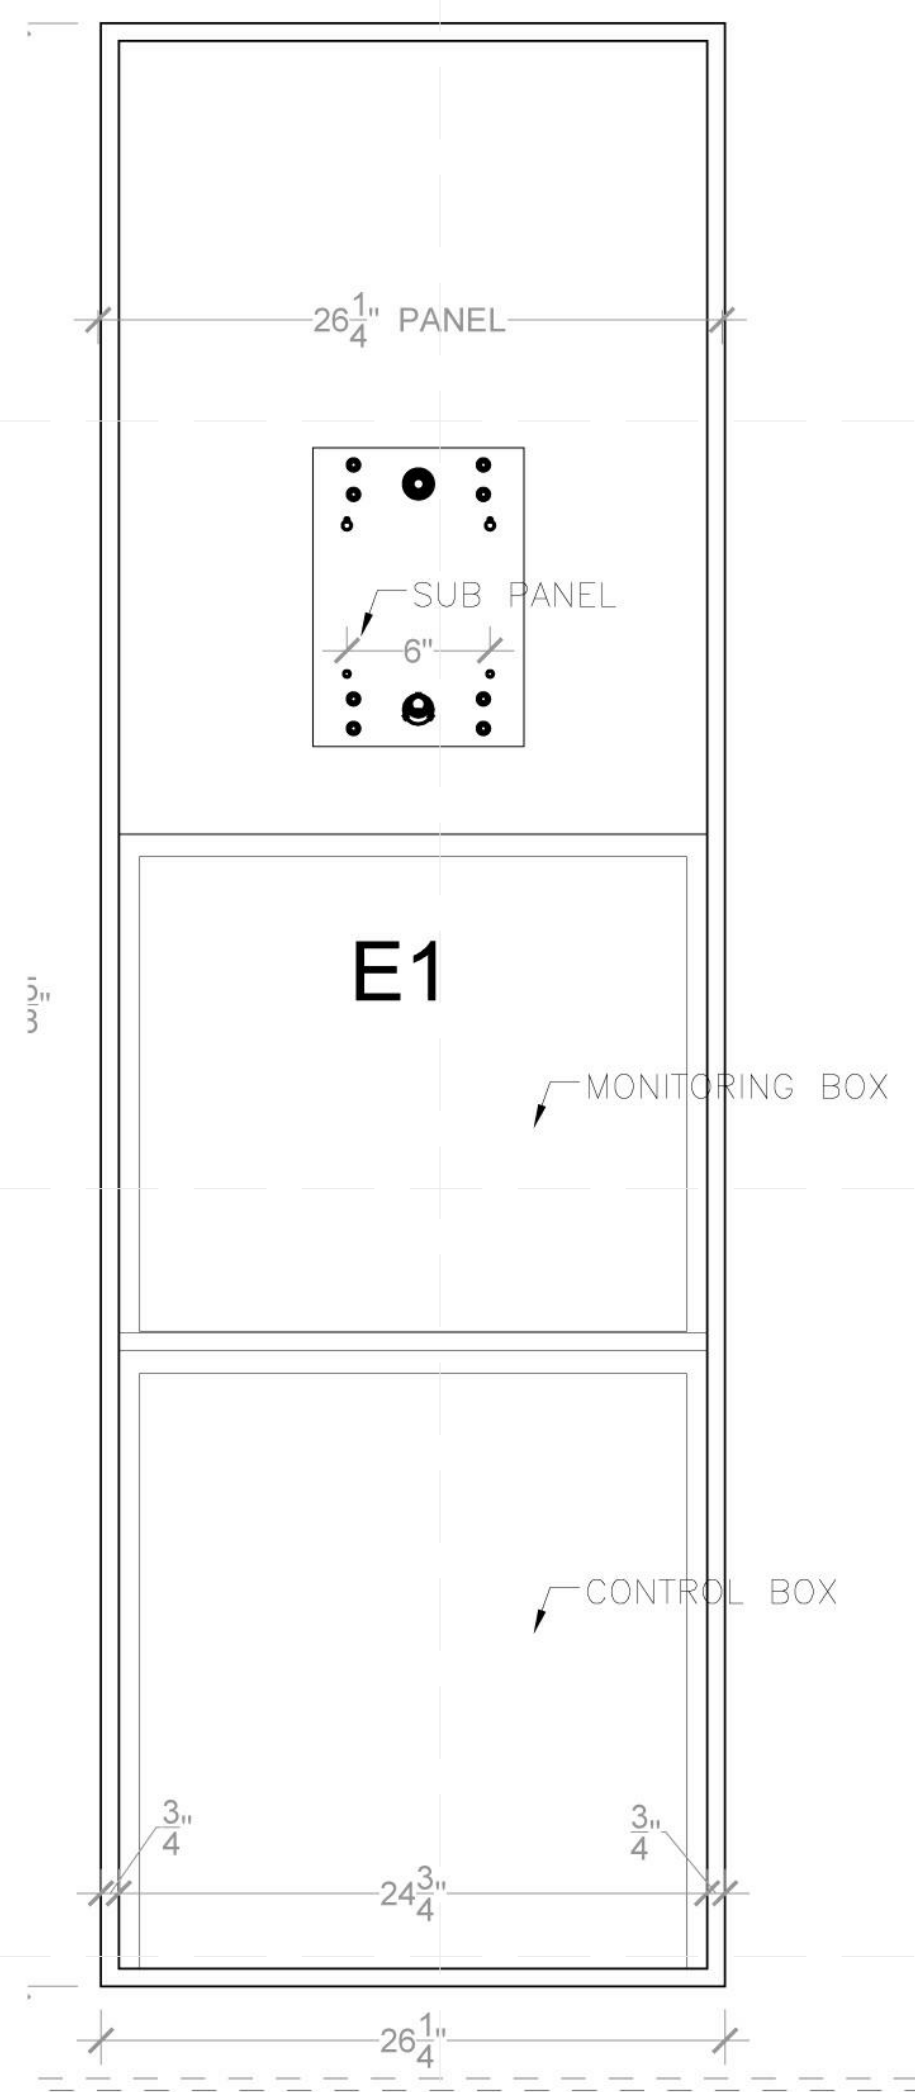 26 1/4" PANEL
SUB PANEL
6"
E1
MONITORING BOX
CONTROL BOX
3/4"
3/4"
24 3/4"
26 1/4"